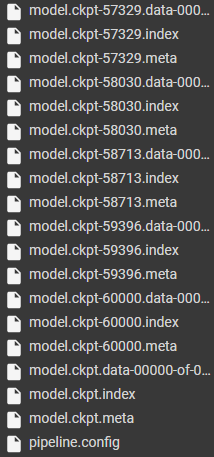 model.ckpt-57329.data-000...
model.ckpt-57329.index
model.ckpt-57329.meta
model.ckpt-58030.data-000...
model.ckpt-58030.index
model.ckpt-58030.meta
model.ckpt-58713.data-000...
model.ckpt-58713.index
model.ckpt-58713.meta
model.ckpt-59396.data-000...
model.ckpt-59396.index
model.ckpt-59396.meta
model.ckpt-60000.data-000...
model.ckpt-60000.index
model.ckpt-60000.meta
model.ckpt.data-00000-of-0...
model.ckpt.index
model.ckpt.meta
pipeline.config